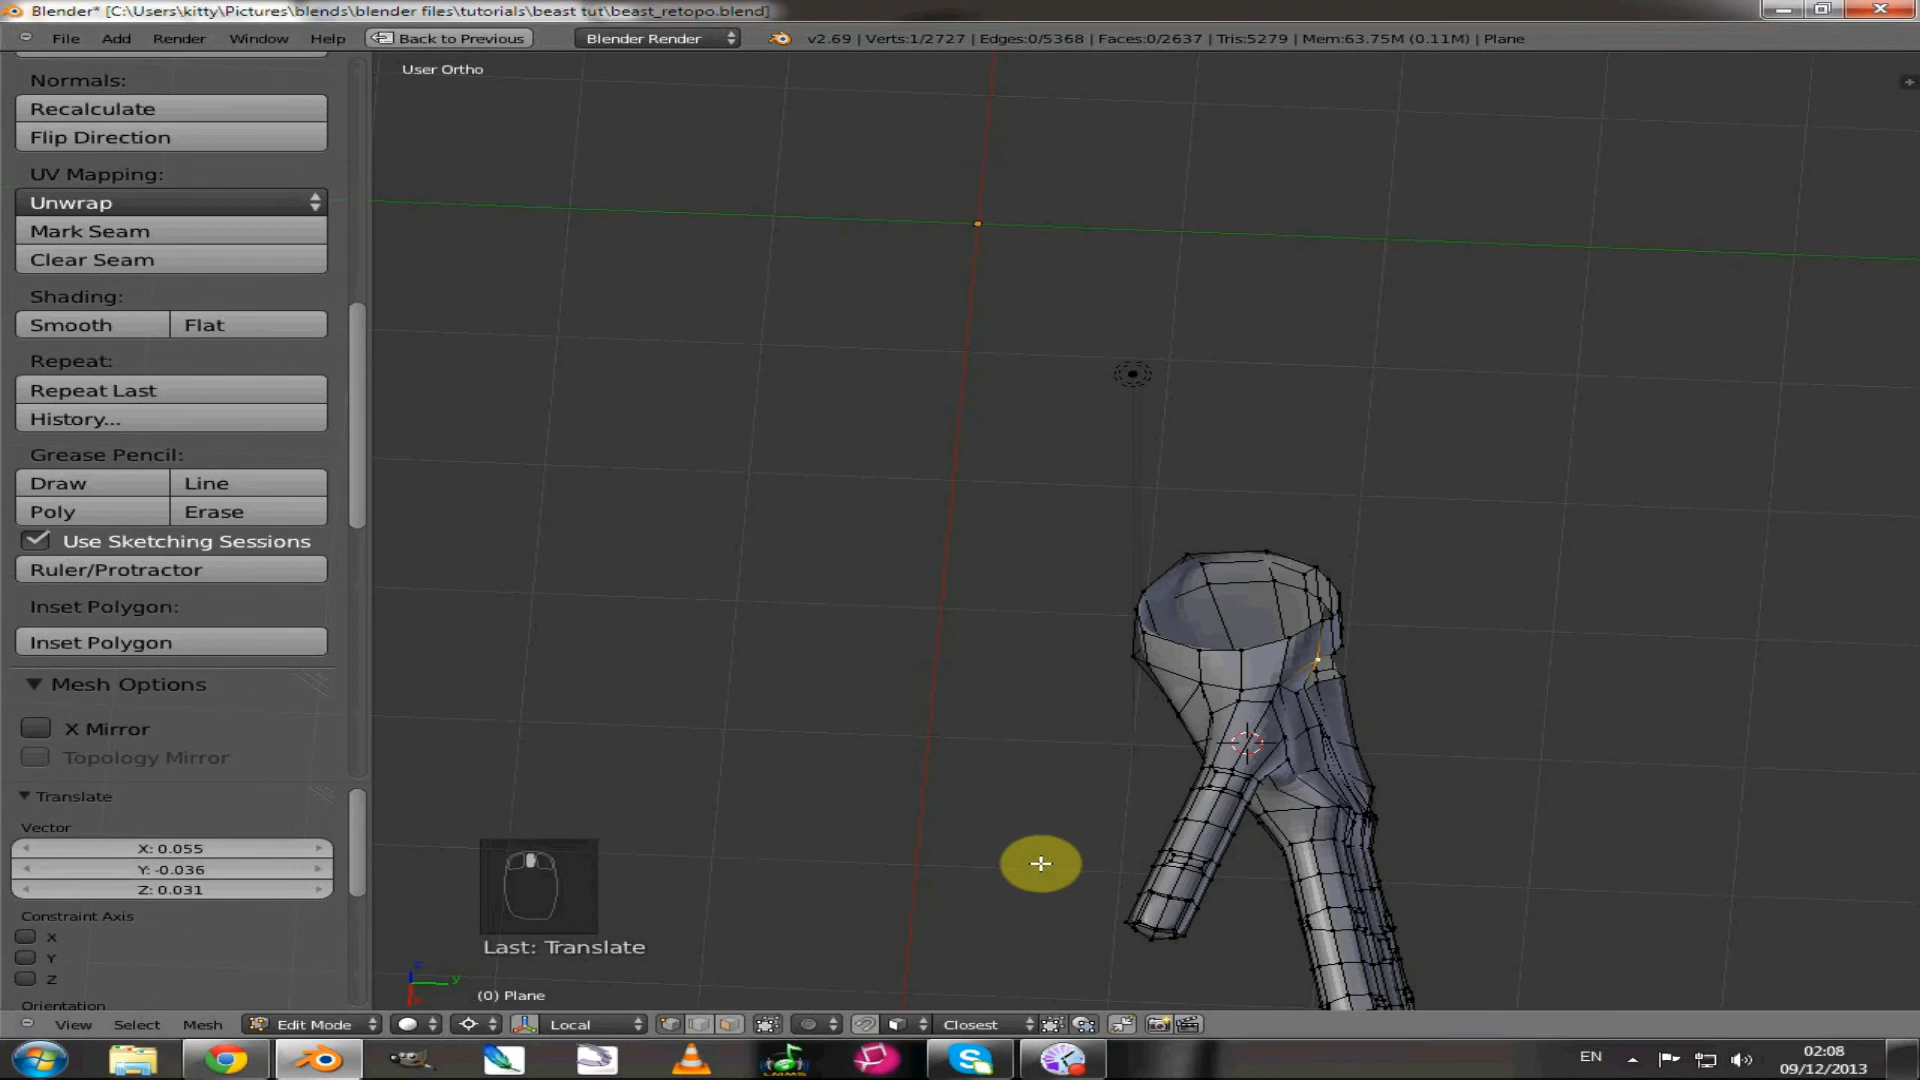 Blender* [C:\Users\kitty\Pictures\blends\blender files\tutorials\beast tut\beast_retopo.blend]
File Add Render Window Help Back to Previous Blender Render v2.69 | Verts:1/2727 | Edges:0/5368 | Faces:0/2637 | Tris:5279 | Mem:63.75M (0.11M) | Plane
User Ortho
Normals:
Recalculate
Flip Direction
UV Mapping:
Unwrap
Mark Seam
Clear Seam
Shading:
Smooth Flat
Repeat:
Repeat Last
History...
Grease Pencil:
Draw Line
Poly Erase
Use Sketching Sessions
Ruler/Protractor
Inset Polygon:
Inset Polygon
Mesh Options
X Mirror
Topology Mirror
Translate
Vector
X: 0.055
Y: -0.036
Z: 0.031
Constraint Axis
X
Y
Z
Orientation
Last: Translate
z y
(0) Plane
View Select Mesh Edit Mode Local Closest
LMMS
EN
02:08
09/12/2013